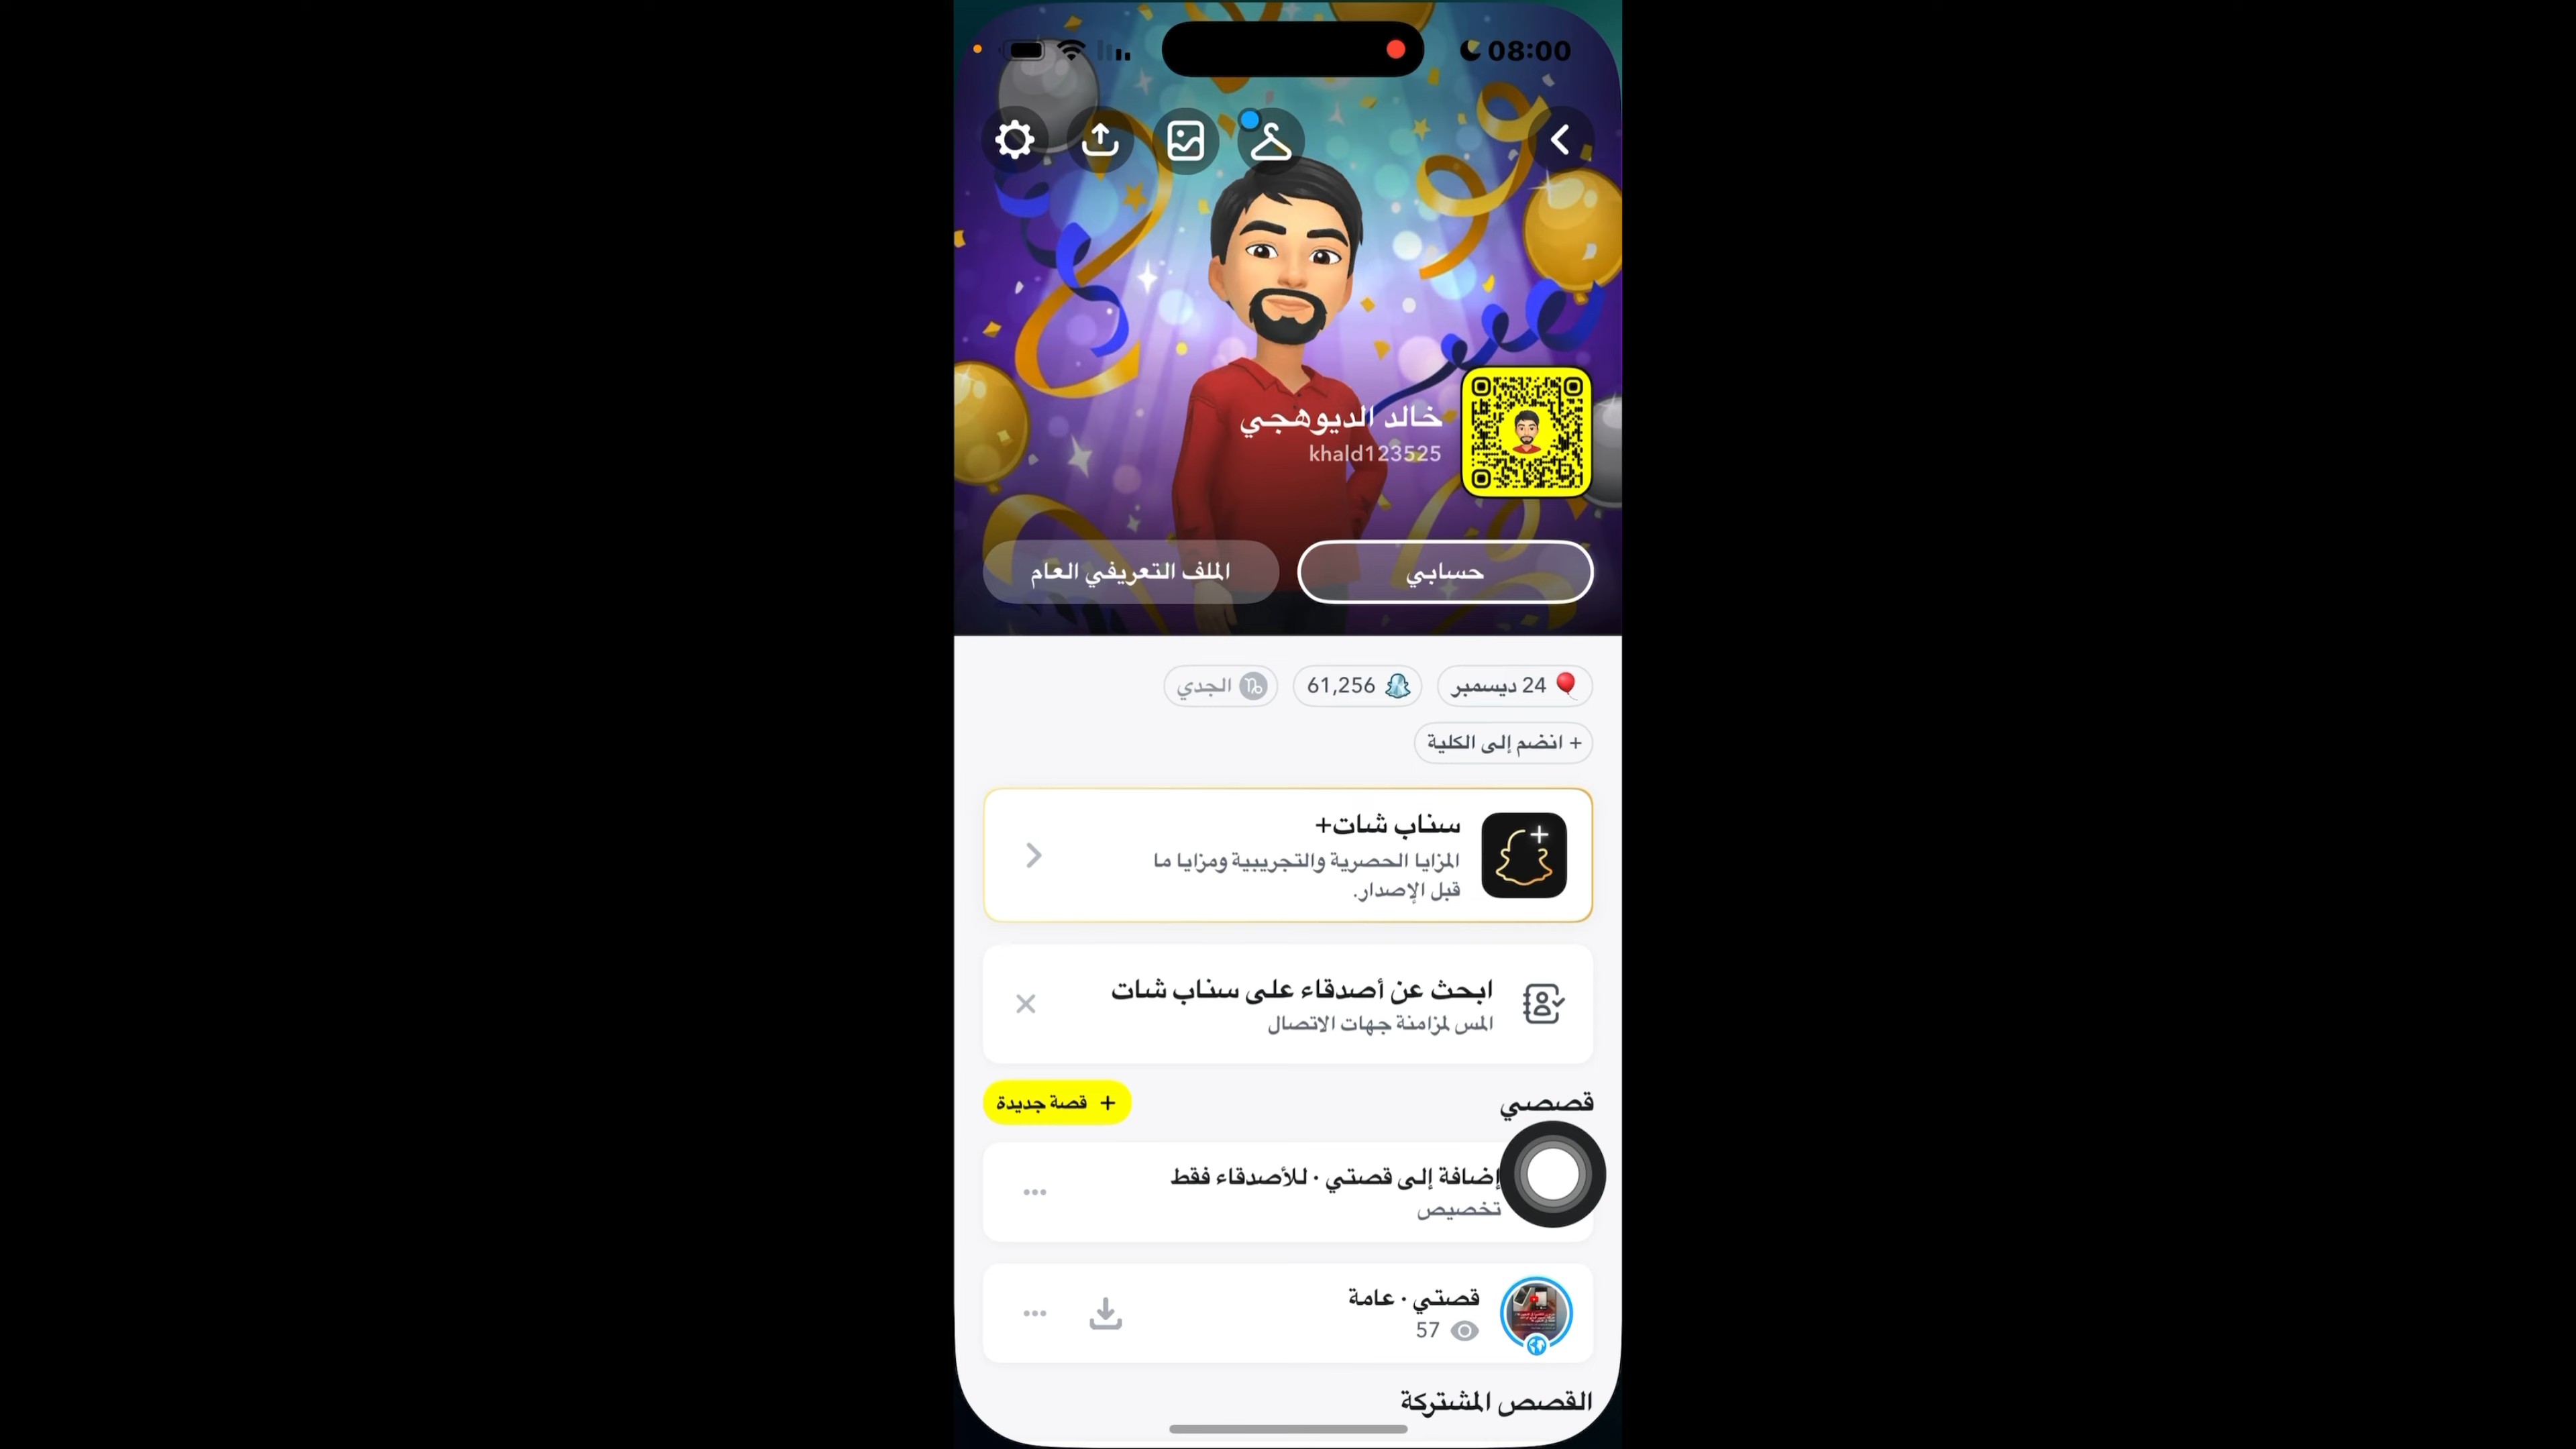 08:00
خالد الديوهجي
khald123525
حسابي
الملف التعريفي العام
24 ديسمبر
61,256
الجدي
+ انضم إلى الكلية
سناب شات+
المزايا الحصرية والتجريبية ومزايا ما
قبل الإصدار.
ابحث عن أصدقاء على سناب شات
المس لمزامنة جهات الاتصال
قصصي
+ قصة جديدة
إضافة إلى قصتي · للأصدقاء فقط
تخصيص
قصتي · عامة
57
القصص المشتركة